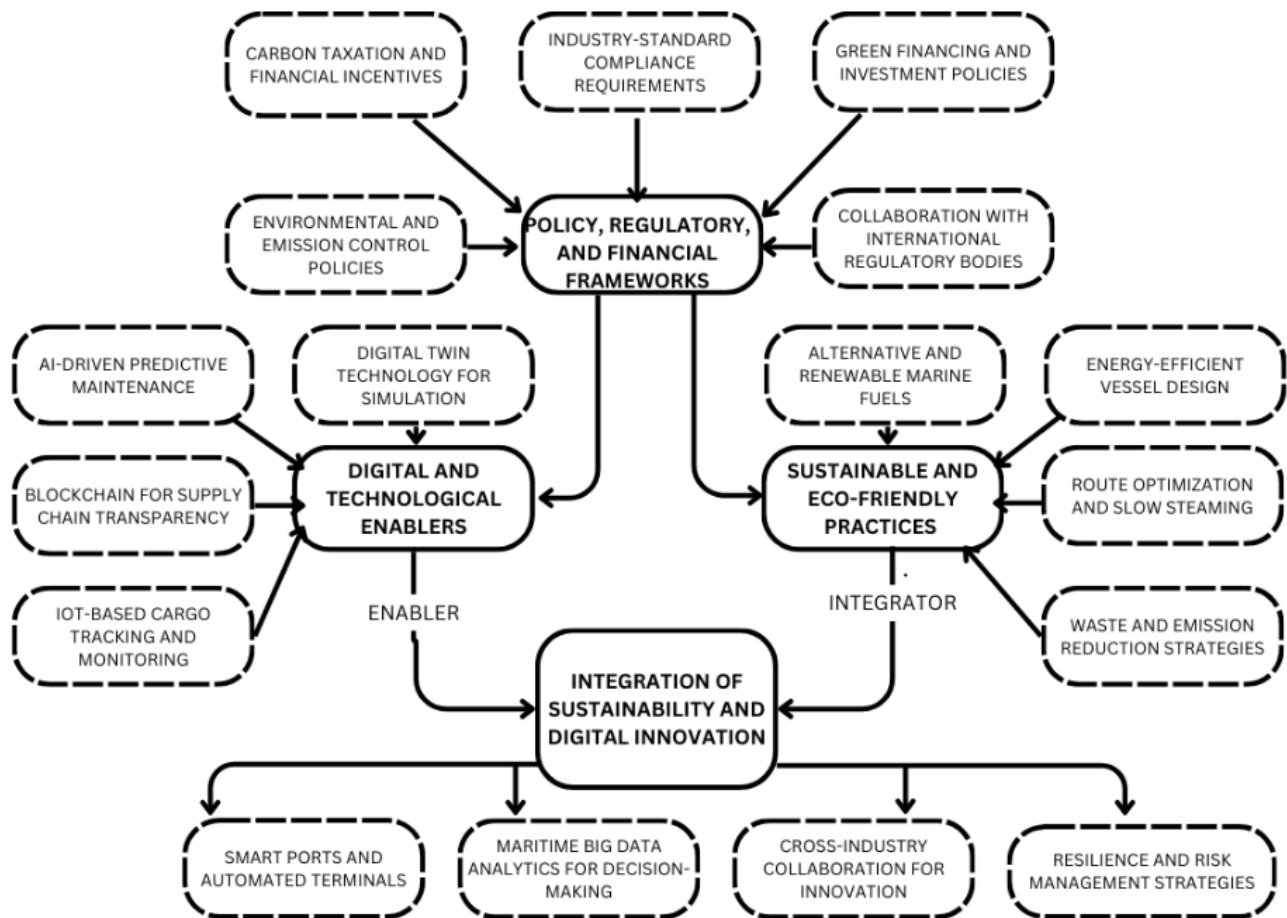 CARBON TAXATION AND
FINANCIAL INCENTIVES
INDUSTRY-STANDARD
COMPLIANCE
REQUIREMENTS
GREEN FINANCING AND
INVESTMENT POLICIES
ENVIRONMENTAL AND
EMISSION CONTROL
POLICIES
POLICY, REGULATORY,
AND FINANCIAL
FRAMEWORKS
COLLABORATION WITH
INTERNATIONAL
REGULATORY BODIES
AI-DRIVEN PREDICTIVE
MAINTENANCE
DIGITAL TWIN
TECHNOLOGY FOR
SIMULATION
ALTERNATIVE AND
RENEWABLE MARINE
FUELS
ENERGY-EFFICIENT
VESSEL DESIGN
BLOCKCHAIN FOR SUPPLY
CHAIN TRANSPARENCY
DIGITAL AND
TECHNOLOGICAL
ENABLERS
SUSTAINABLE AND
ECO-FRIENDLY
PRACTICES
ROUTE OPTIMIZATION
AND SLOW STEAMING
IOT-BASED CARGO
TRACKING AND
MONITORING
ENABLER
INTEGRATOR
WASTE AND EMISSION
REDUCTION STRATEGIES
INTEGRATION OF
SUSTAINABILITY AND
DIGITAL INNOVATION
SMART PORTS AND
AUTOMATED TERMINALS
MARITIME BIG DATA
ANALYTICS FOR DECISION-
MAKING
CROSS-INDUSTRY
COLLABORATION FOR
INNOVATION
RESILIENCE AND RISK
MANAGEMENT STRATEGIES